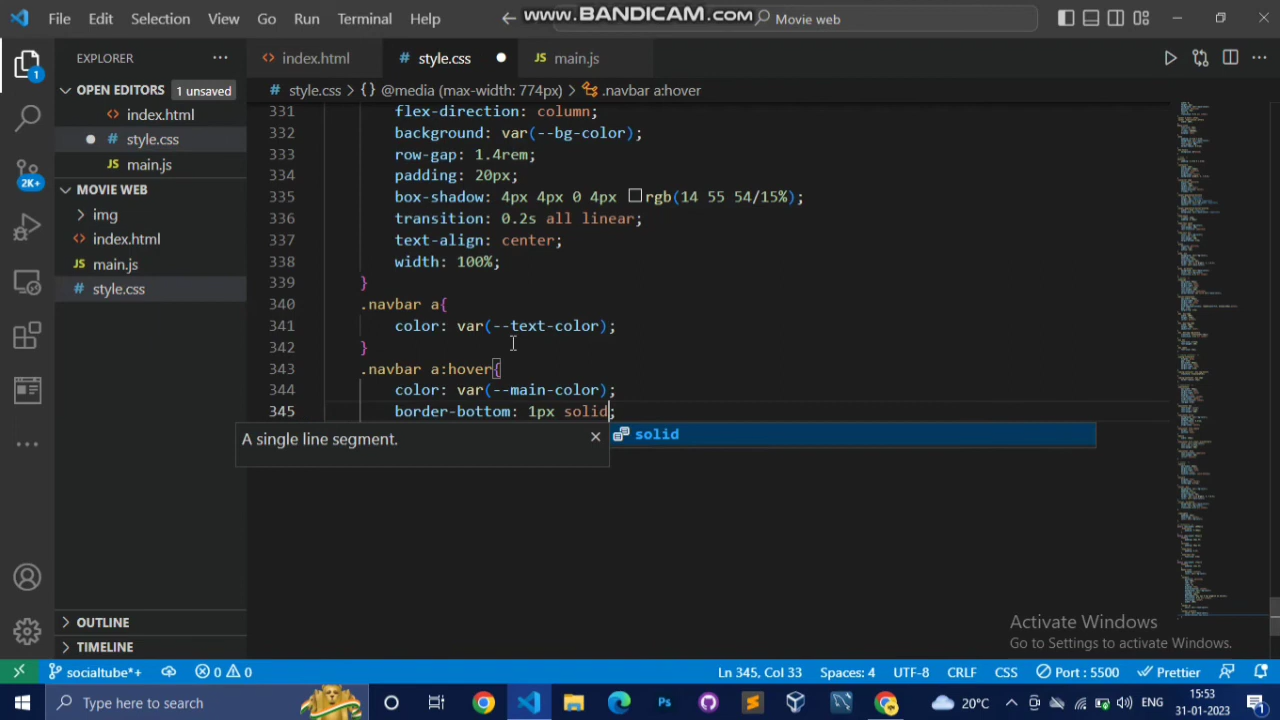 File Edit Selection View Go Run Terminal Help
www.BANDICAM.com
Movie web
EXPLORER
index.html
style.css
main.js
OPEN EDITORS 1 unsaved
style.css > {} @media (max-width: 774px) > .navbar a:hover
index.html
style.css
main.js
MOVIE WEB
img
index.html
main.js
style.css
1
2K+
331 flex-direction: column;
332 background: var(--bg-color);
333 row-gap: 1.4rem;
334 padding: 20px;
335 box-shadow: 4px 4px 0 4px rgb(14 55 54/15%);
336 transition: 0.2s all linear;
337 text-align: center;
338 width: 100%;
339 }
340 .navbar a{
341 color: var(--text-color);
342 }
343 .navbar a:hover{
344 color: var(--main-color);
345 border-bottom: 1px solid;
A single line segment.
solid
OUTLINE
TIMELINE
Activate Windows
Go to Settings to activate Windows.
socialtube*+ 0 0 Ln 345, Col 33 Spaces: 4 UTF-8 CRLF CSS Port : 5500 Prettier
Type here to search
20°C ENG
15:53
31-01-2023
1